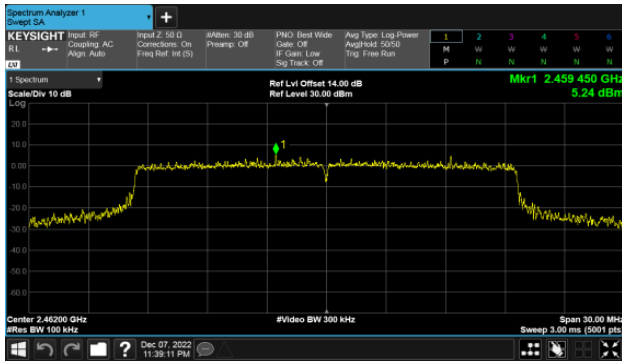 Spectrum Analyzer 1
Swept SA
+
KEYSIGHT Input: RF Input Z: 50 Ω #Atten: 30 dB PNO: Best Wide Avg Type: Log-Power 1 2 3 4 5 6
RL Coupling: AC Corrections: On Preamp: Off Gate: Off Avg|Hold: 50/50 M W W W W W
Align: Auto Freq Ref: Int (S) IF Gain: Low Trig: Free Run P N N N N N
LXI Sig Track: Off
1 Spectrum Ref Lvl Offset 14.00 dB Mkr1 2.459 450 GHz
Scale/Div 10 dB Ref Level 30.00 dBm 5.24 dBm
Log
20.0
10.0
1
0.00
-10.0
-20.0
-30.0
-40.0
-50.0
-60.0
Center 2.46200 GHz #Video BW 300 kHz Span 30.00 MHz
#Res BW 100 kHz Sweep 3.00 ms (5001 pts
? Dec 07, 2022
11:39:11 PM